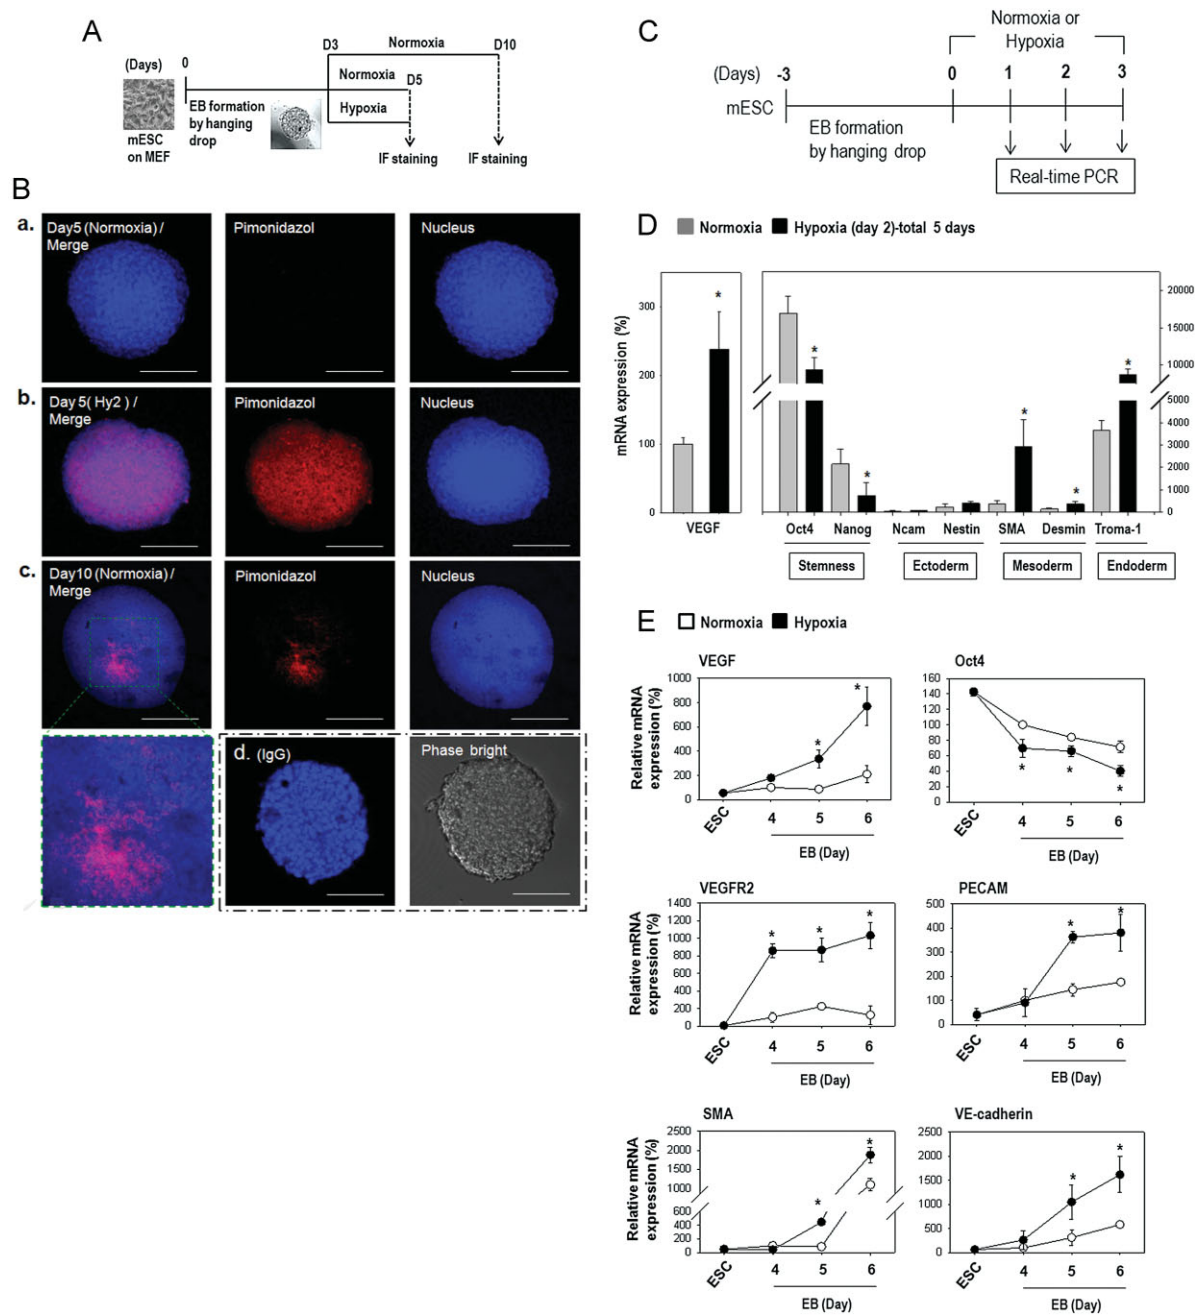 A
(Days)
0
D3
Normoxia
D10
Normoxia
D5
Hypoxia
EB formation
by hanging
drop
mESC
on MEF
IF staining
IF staining
B
a.
Day5 (Normoxia) /
Merge
Pimonidazol
Nucleus
b.
Day 5( Hy2 ) /
Merge
Pimonidazol
Nucleus
c.
Day10 (Normoxia) /
Merge
Pimonidazol
Nucleus
d. (IgG)
Phase bright
C
Normoxia or
Hypoxia
(Days)
-3
0
1
2
3
mESC
EB formation
by hanging drop
Real-time PCR
D
Normoxia
Hypoxia (day 2)-total 5 days
mRNA expression (%)
300
200
100
0
*
VEGF
20000
15000
10000
5000
4000
3000
2000
1000
0
*
*
*
*
*
Oct4
Nanog
Ncam
Nestin
SMA
Desmin
Troma-1
Stemness
Ectoderm
Mesoderm
Endoderm
E
Normoxia
Hypoxia
VEGF
Relative mRNA
expression (%)
1000
800
600
400
200
0
*
*
ESC
4
5
6
EB (Day)
Oct4
160
140
120
100
80
60
40
20
0
*
*
*
ESC
4
5
6
EB (Day)
VEGFR2
Relative mRNA
expression (%)
1400
1200
1000
800
600
400
200
0
*
*
*
ESC
4
5
6
EB (Day)
PECAM
500
400
300
200
100
0
*
*
ESC
4
5
6
EB (Day)
SMA
Relative mRNA
expression (%)
2500
2000
1500
1000
600
400
200
0
*
*
ESC
4
5
6
EB (Day)
VE-cadherin
2500
2000
1500
1000
500
0
*
*
ESC
4
5
6
EB (Day)